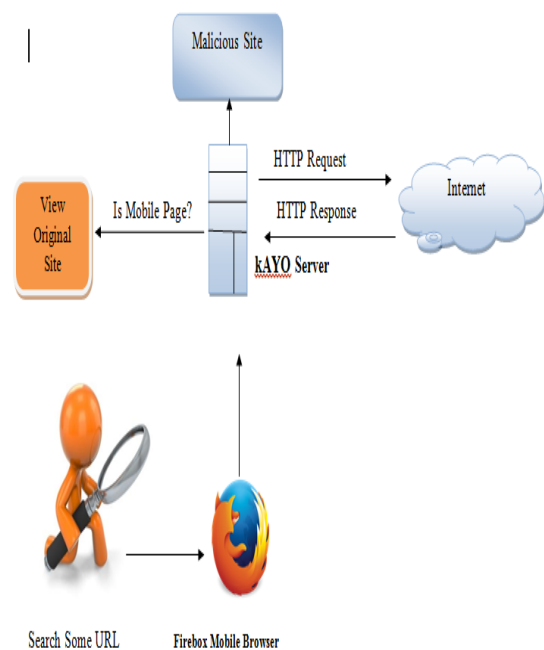 Malicious Site
HTTP Request
Internet
View
Original
Site
Is Mobile Page?
HTTP Response
kAYO Server
Search Some URL
Firebox Mobile Browser